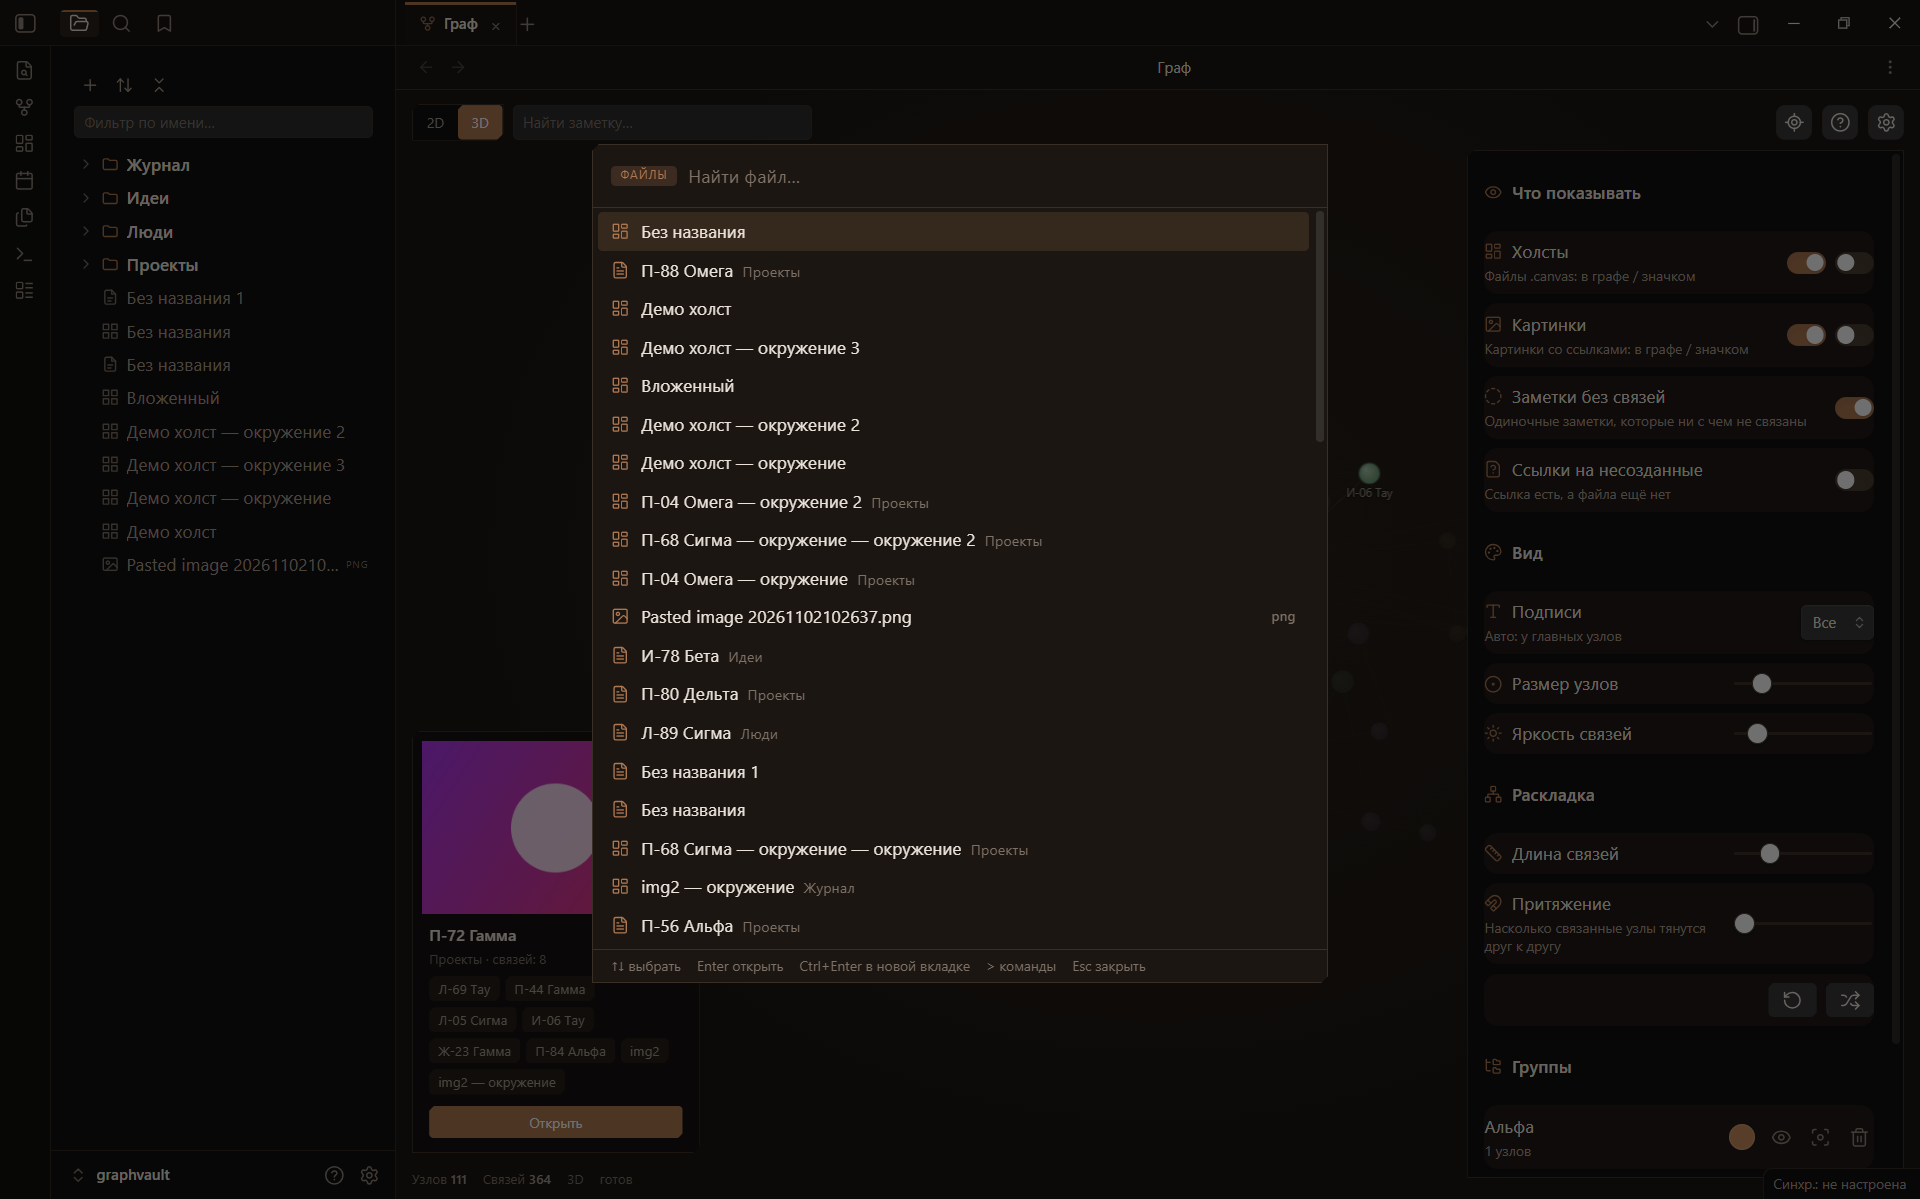 Граф
Граф
Фильтр по имени...
2D
3D
Найти заметку...
Журнал
Идеи
Люди
Проекты
Без названия 1
Без названия
Без названия
Вложенный
Демо холст — окружение 2
Демо холст — окружение 3
Демо холст — окружение
Демо холст
Pasted image 2026110210... PNG
graphvault
ФАЙЛЫ Найти файл...
Без названия
П-88 Омега Проекты
Демо холст
Демо холст — окружение 3
Вложенный
Демо холст — окружение 2
Демо холст — окружение
П-04 Омега — окружение 2 Проекты
П-68 Сигма — окружение — окружение 2 Проекты
П-04 Омега — окружение Проекты
Pasted image 20261102102637.png png
И-78 Бета Идеи
П-80 Дельта Проекты
Л-89 Сигма Люди
Без названия 1
Без названия
П-68 Сигма — окружение — окружение Проекты
img2 — окружение Журнал
П-56 Альфа Проекты
↑↓ выбрать Enter открыть Ctrl+Enter в новой вкладке > команды Esc закрыть
И-06 Тау
П-72 Гамма
Проекты · связей: 8
Л-69 Тау П-44 Гамма
Л-05 Сигма И-06 Тау
Ж-23 Гамма П-84 Альфа img2
img2 — окружение
Открыть
Узлов 111 Связей 364 3D готов
Что показывать
Холсты
Файлы .canvas: в графе / значком
Картинки
Картинки со ссылками: в графе / значком
Заметки без связей
Одиночные заметки, которые ни с чем не связаны
Ссылки на несозданные
Ссылка есть, а файла ещё нет
Вид
Подписи
Авто: у главных узлов
Все
Размер узлов
Яркость связей
Раскладка
Длина связей
Притяжение
Насколько связанные узлы тянутся
друг к другу
Группы
Альфа
1 узлов
Синхр.: не настроена